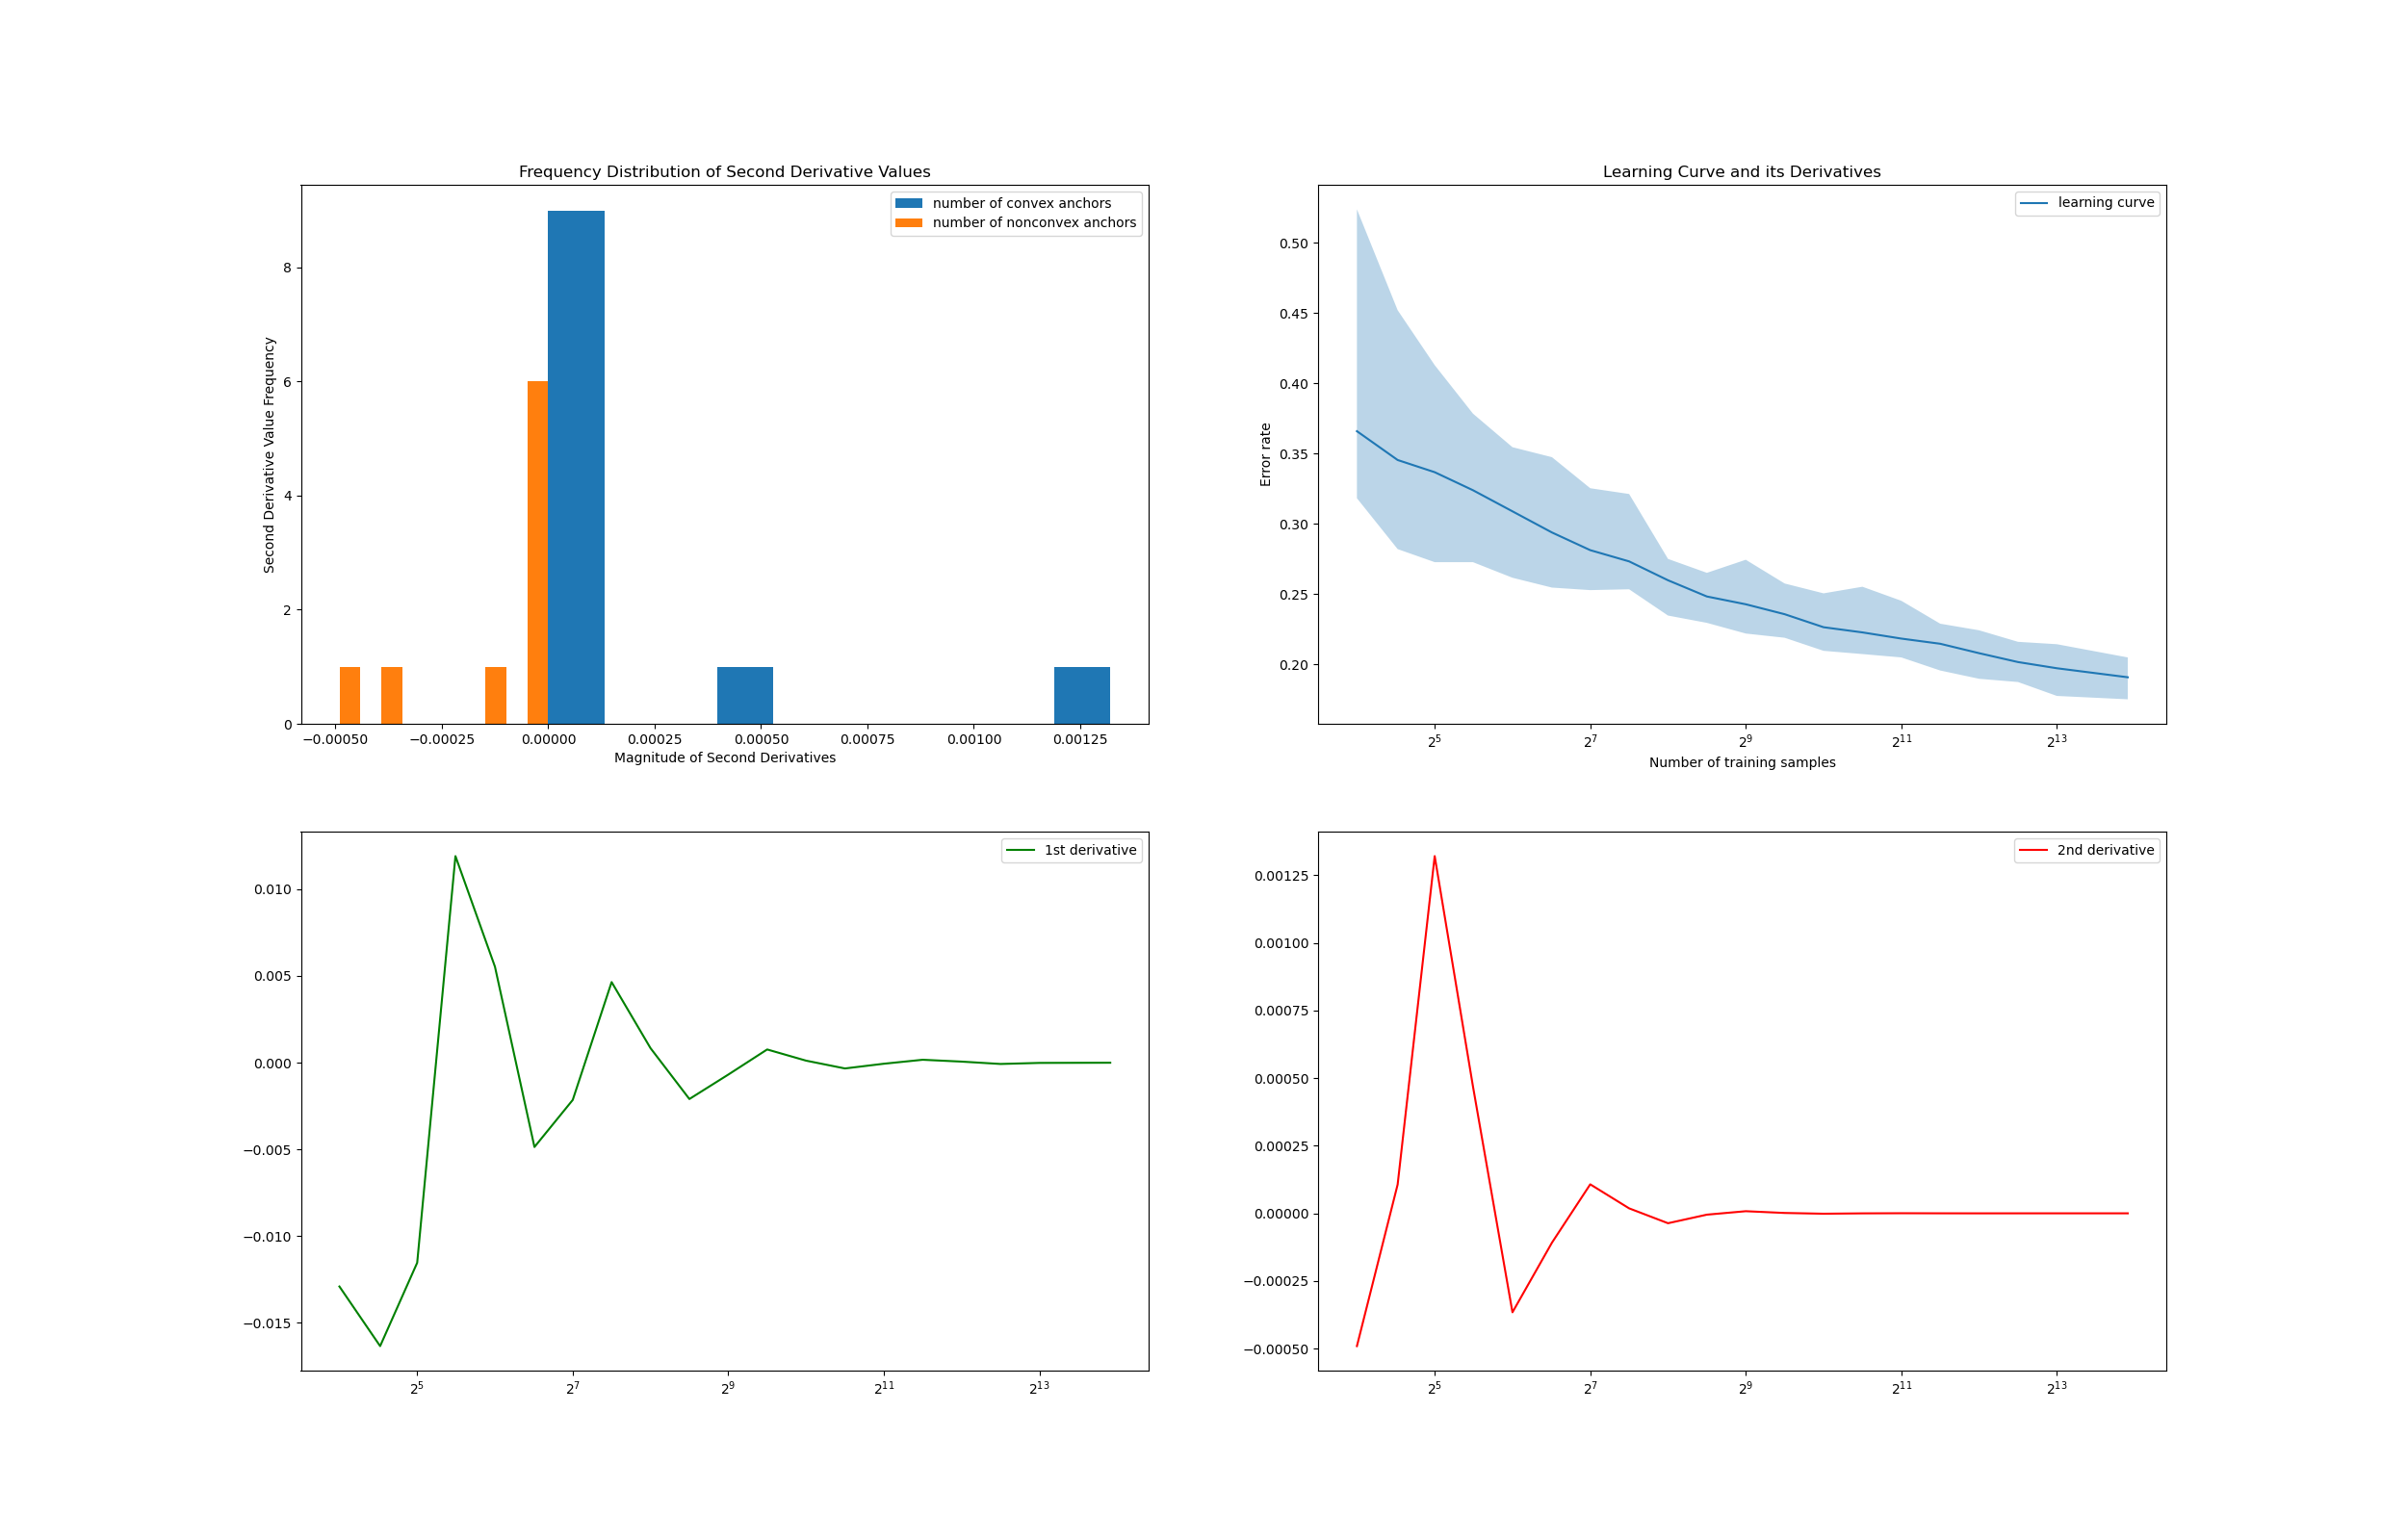 Frequency Distribution of Second Derivative Values
number of convex anchors
number of nonconvex anchors
Second Derivative Value Frequency
8
6
4
2
0
−0.00050 −0.00025 0.00000 0.00025 0.00050 0.00075 0.00100 0.00125
Magnitude of Second Derivatives
Learning Curve and its Derivatives
learning curve
Error rate
0.50
0.45
0.40
0.35
0.30
0.25
0.20
2^5 2^7 2^9 2^11 2^13
Number of training samples
1st derivative
0.010
0.005
0.000
−0.005
−0.010
−0.015
2^5 2^7 2^9 2^11 2^13
2nd derivative
0.00125
0.00100
0.00075
0.00050
0.00025
0.00000
−0.00025
−0.00050
2^5 2^7 2^9 2^11 2^13